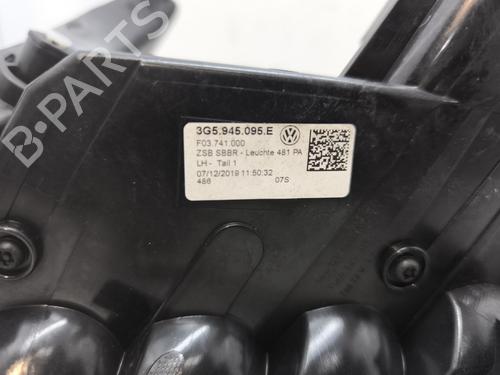 3G5.945.095.E
F03.741.000
ZSB SBBR - Leuchte 481 PA
LH - Teil 1
07/12/2019 11:50:32
486 07S
B-PARTS